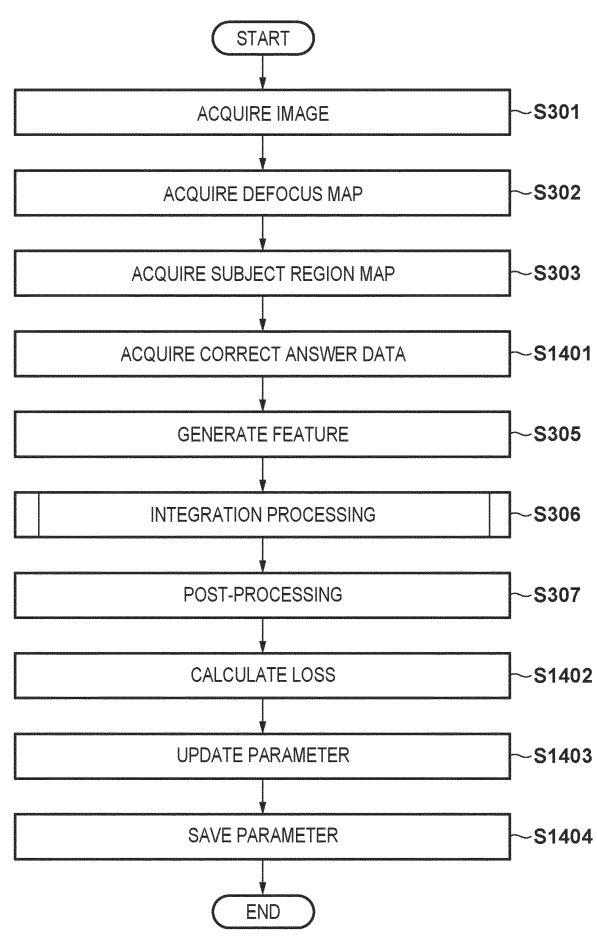 START
ACQUIRE IMAGE S301
ACQUIRE DEFOCUS MAP S302
ACQUIRE SUBJECT REGION MAP S303
ACQUIRE CORRECT ANSWER DATA S1401
GENERATE FEATURE S305
INTEGRATION PROCESSING S306
POST-PROCESSING S307
CALCULATE LOSS S1402
UPDATE PARAMETER S1403
SAVE PARAMETER S1404
END